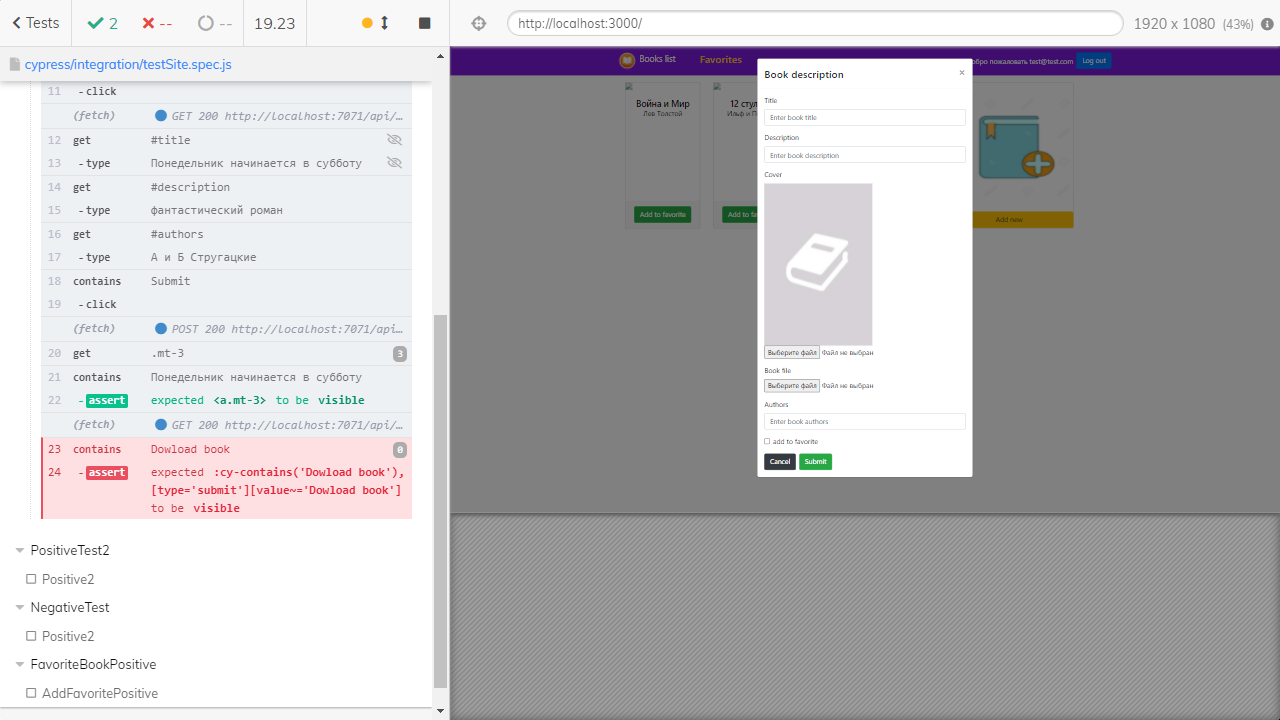 Tests
2
--
--
19.23
http://localhost:3000/
1920 x 1080 (43%)
cypress/integration/testSite.spec.js
11 -click
(fetch) GET 200 http://localhost:7071/api/…
12 get #title
13 -type Понедельник начинается в субботу
14 get #description
15 -type фантастический роман
16 get #authors
17 -type А и Б Стругацкие
18 contains Submit
19 -click
(fetch) POST 200 http://localhost:7071/api…
20 get .mt-3 3
21 contains Понедельник начинается в субботу
22 -assert expected <a.mt-3> to be visible
(fetch) GET 200 http://localhost:7071/api/…
23 contains Dowload book 0
24 -assert expected :cy-contains('Dowload book'),
[type='submit'][value~='Dowload book']
to be visible
PositiveTest2
Positive2
NegativeTest
Positive2
FavoriteBookPositive
AddFavoritePositive
Books list
Favorites
обро пожаловать test@test.com
Log out
Война и Мир
Лев Толстой
Add to favorite
12 стул
Ильф и П
Add to fa
Add new
Book description
×
Title
Enter book title
Description
Enter book description
Cover
Выберите файл Файл не выбран
Book file
Выберите файл Файл не выбран
Authors
Enter book authors
add to favorite
Cancel
Submit